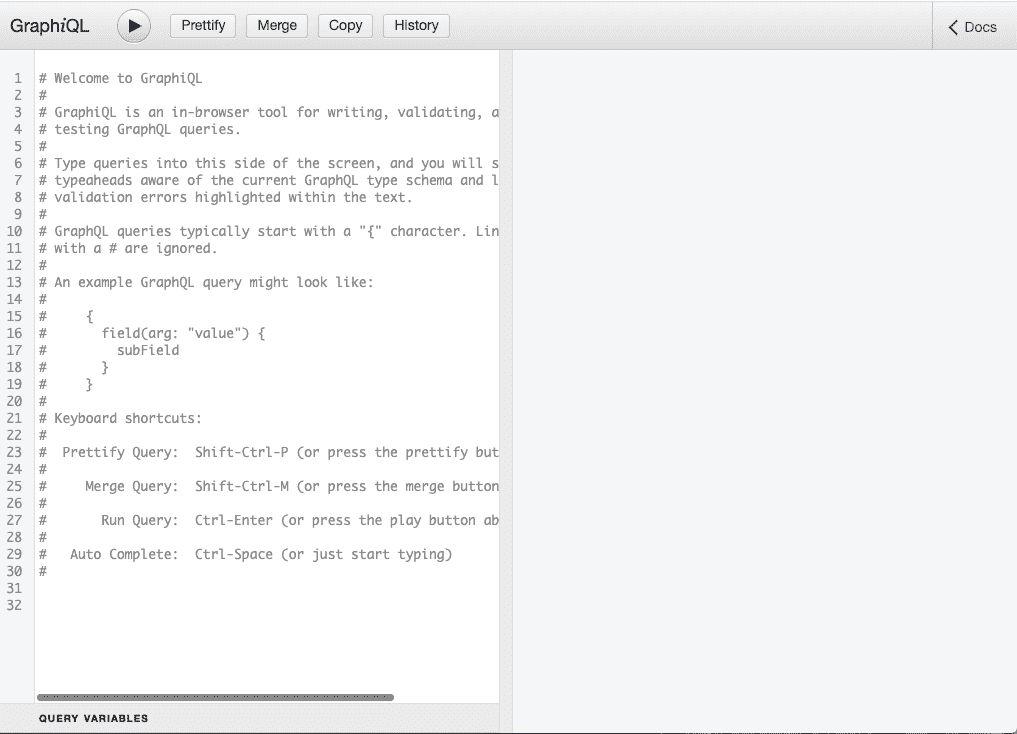 GraphiQL Prettify Merge Copy History Docs
1 # Welcome to GraphiQL
2 #
3 # GraphiQL is an in-browser tool for writing, validating, a
4 # testing GraphQL queries.
5 #
6 # Type queries into this side of the screen, and you will s
7 # typeaheads aware of the current GraphQL type schema and l
8 # validation errors highlighted within the text.
9 #
10 # GraphQL queries typically start with a "{" character. Lin
11 # with a # are ignored.
12 #
13 # An example GraphQL query might look like:
14 #
15 #     {
16 #       field(arg: "value") {
17 #         subField
18 #       }
19 #     }
20 #
21 # Keyboard shortcuts:
22 #
23 #  Prettify Query:  Shift-Ctrl-P (or press the prettify but
24 #
25 #     Merge Query:  Shift-Ctrl-M (or press the merge button
26 #
27 #       Run Query:  Ctrl-Enter (or press the play button ab
28 #
29 #   Auto Complete:  Ctrl-Space (or just start typing)
30 #
31
32
QUERY VARIABLES